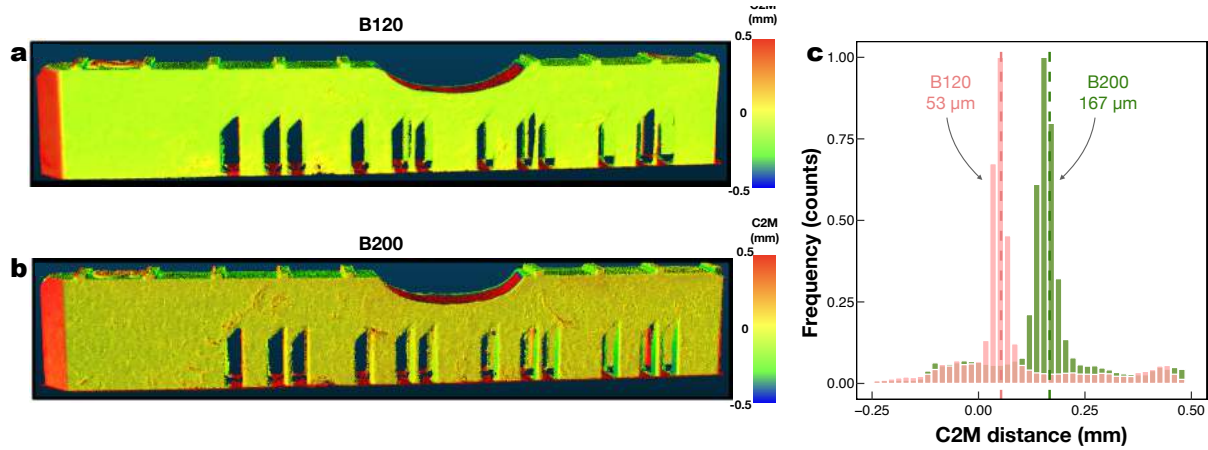 B120
a
C2M
(mm)
0.5
0
-0.5
B200
b
C2M
(mm)
0.5
0
-0.5
c
1.00
0.75
0.50
0.25
0.00
Frequency (counts)
B120
53 µm
B200
167 µm
−0.25
0.00
0.25
0.50
C2M distance (mm)